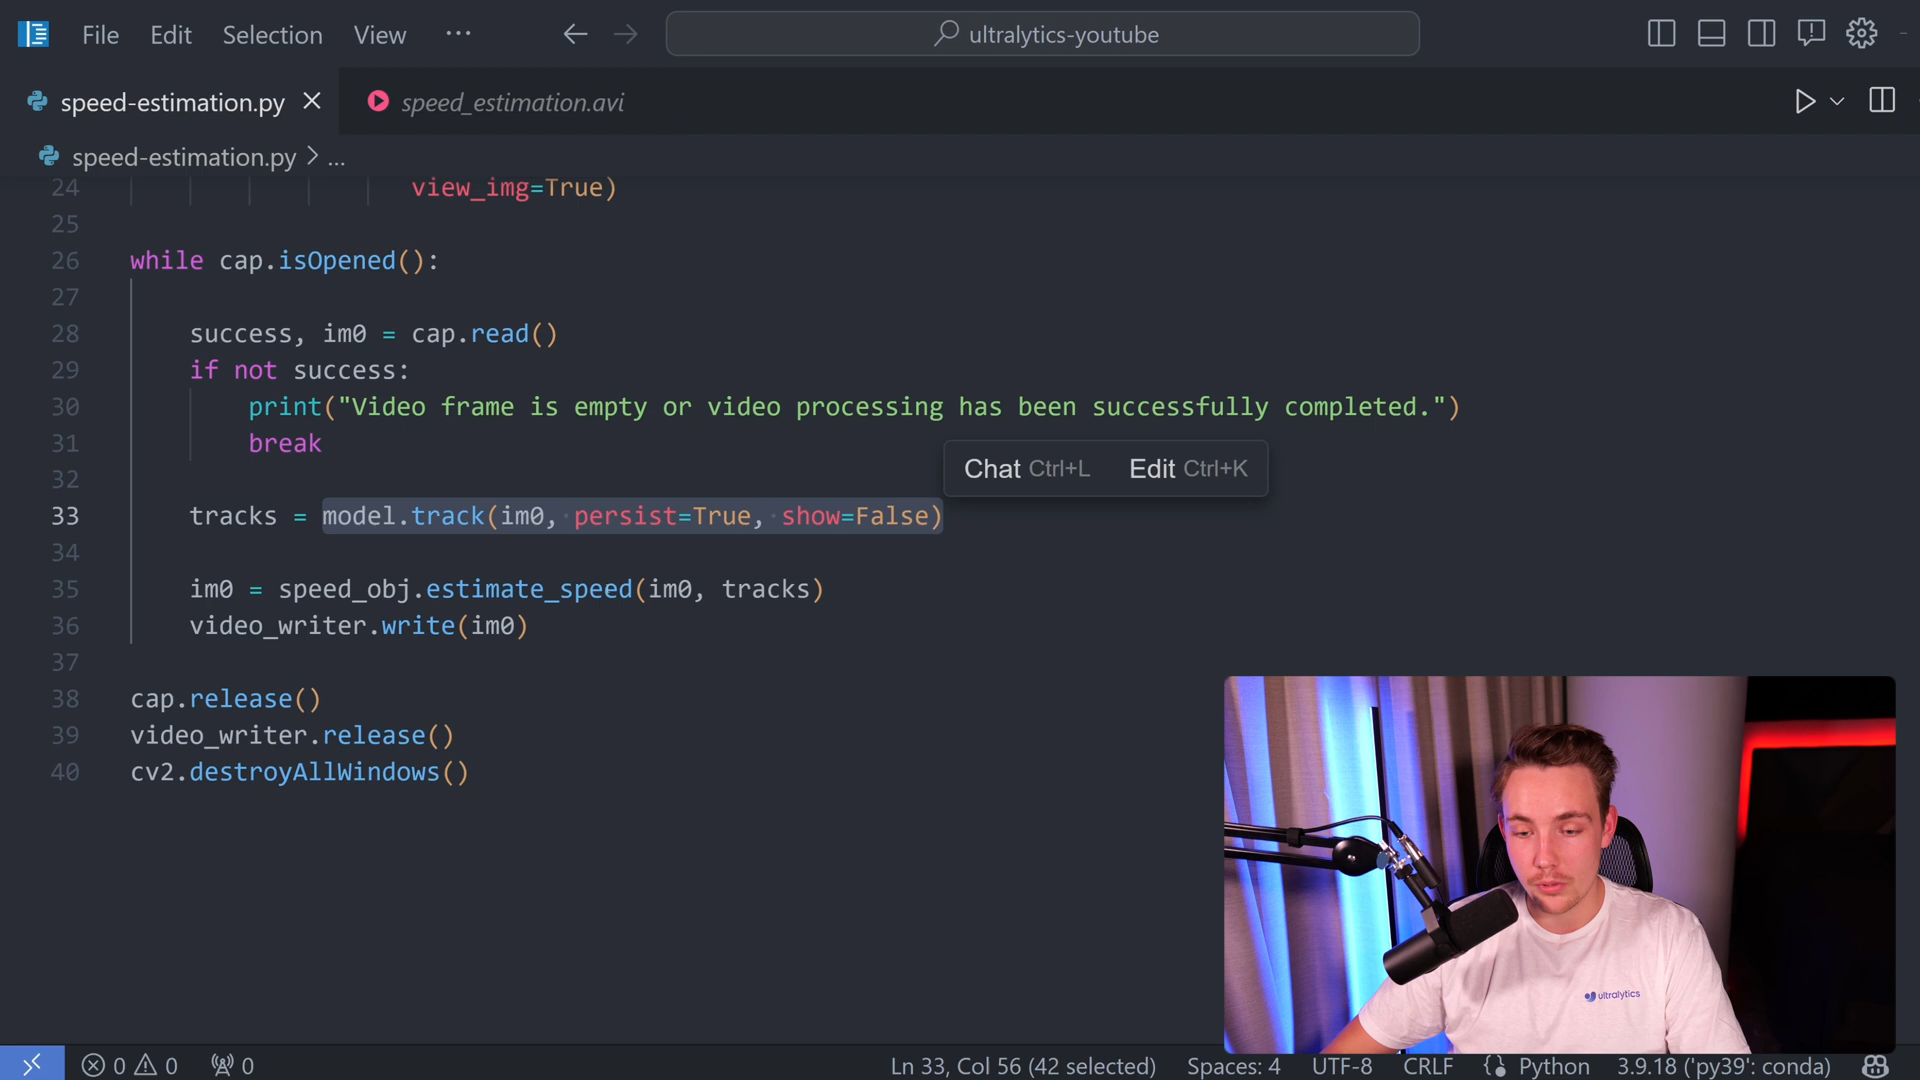 File Edit Selection View ··· ultralytics-youtube
speed-estimation.py speed_estimation.avi
speed-estimation.py > ...
24 view_img=True)
25
26 while cap.isOpened():
27
28 success, im0 = cap.read()
29 if not success:
30 print("Video frame is empty or video processing has been successfully completed.")
31 break
Chat Ctrl+L Edit Ctrl+K
32
33 tracks = model.track(im0, persist=True, show=False)
34
35 im0 = speed_obj.estimate_speed(im0, tracks)
36 video_writer.write(im0)
37
38 cap.release()
39 video_writer.release()
40 cv2.destroyAllWindows()
ultralytics
0 0 0 Ln 33, Col 56 (42 selected) Spaces: 4 UTF-8 CRLF Python 3.9.18 ('py39': conda)